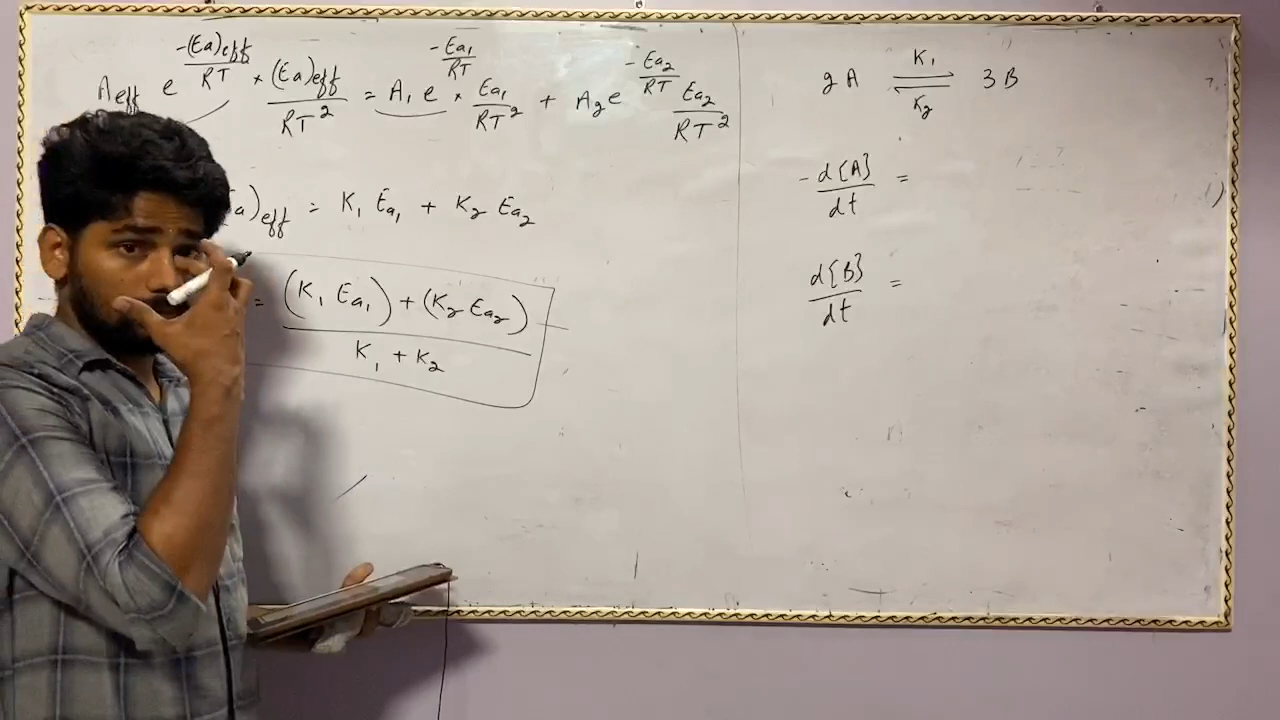 Aeff e^(-(Ea)eff/RT) × (Ea)eff/RT² = A₁ e^(-Ea₁/RT) × Ea₁/RT² + A₂ e^(-Ea₂/RT) Ea₂/RT²
a)eff = K₁ Ea₁ + K₂ Ea₂
= (K₁ Ea₁) + (K₂ Ea₂) / K₁ + K₂
2A ⇌ 3B
K₁
K₂
-d[A]/dt =
d[B]/dt =